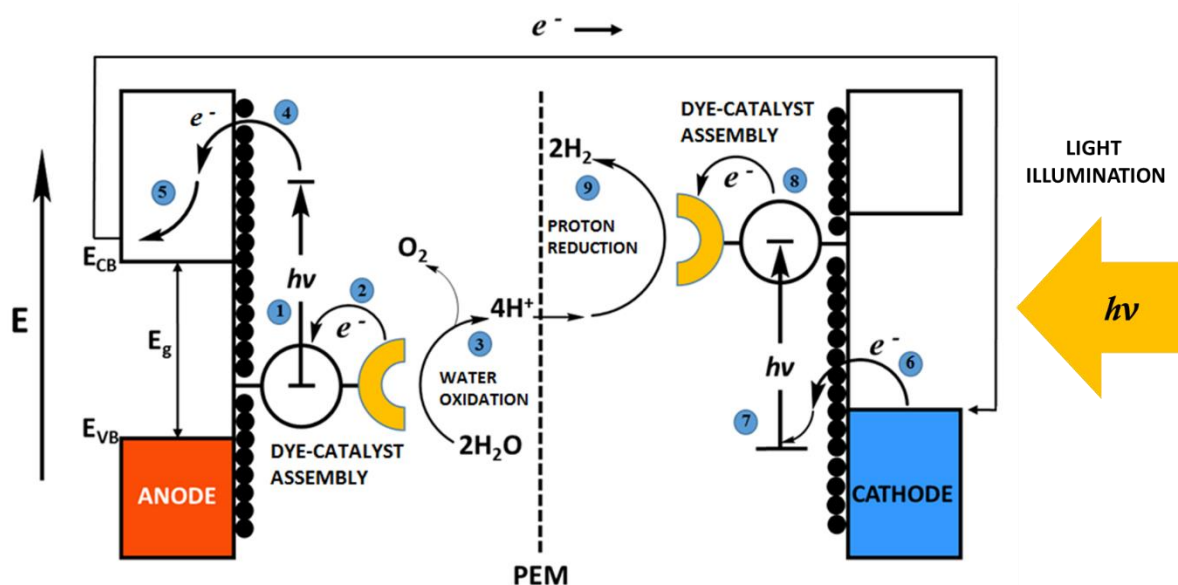 e⁻ →
DYE-CATALYST
ASSEMBLY
LIGHT
ILLUMINATION
hν
e⁻
4
5
E_CB
E
E_g
E_VB
ANODE
hν
1
2
e⁻
DYE-CATALYST
ASSEMBLY
O₂
4H⁺
3
WATER
OXIDATION
2H₂O
PEM
2H₂
9
PROTON
REDUCTION
e⁻
8
hν
7
e⁻
6
CATHODE